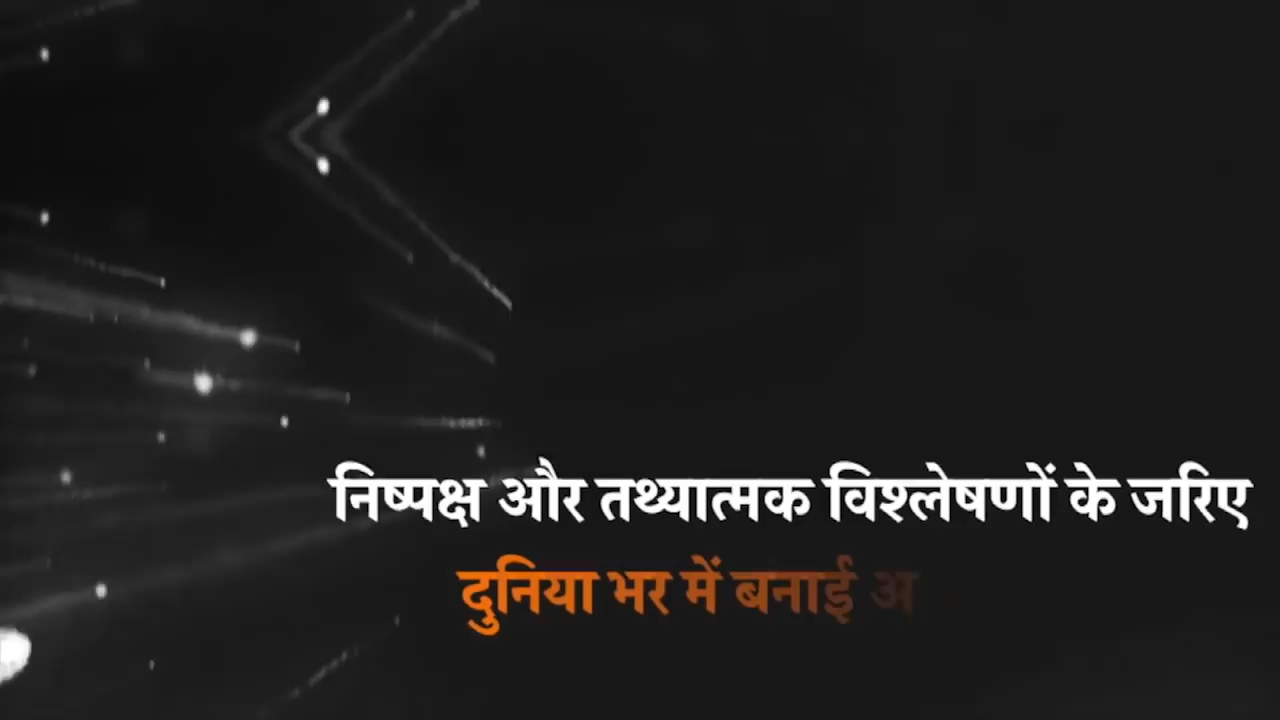 निष्पक्ष और तथ्यात्मक विश्लेषणों के जरिए
दुनिया भर में बनाई अ